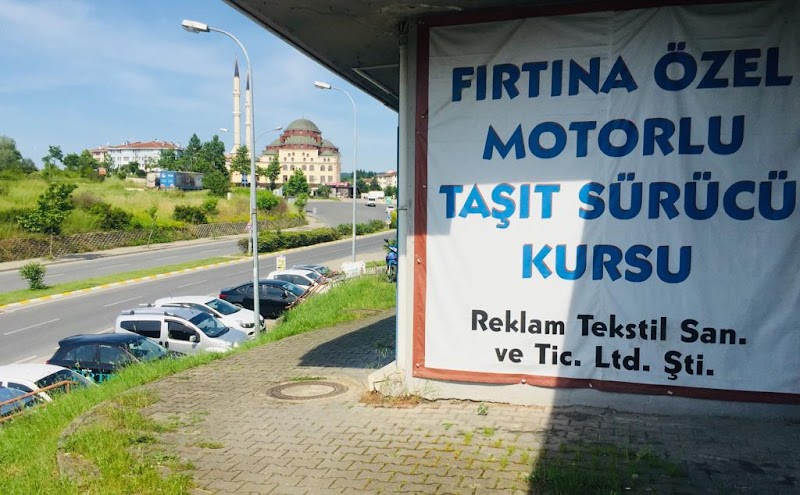 FIRTINA ÖZEL
MOTORLU
TAŞIT SÜRÜCÜ
KURSU
Reklam Tekstil San.
ve Tic. Ltd. Şti.